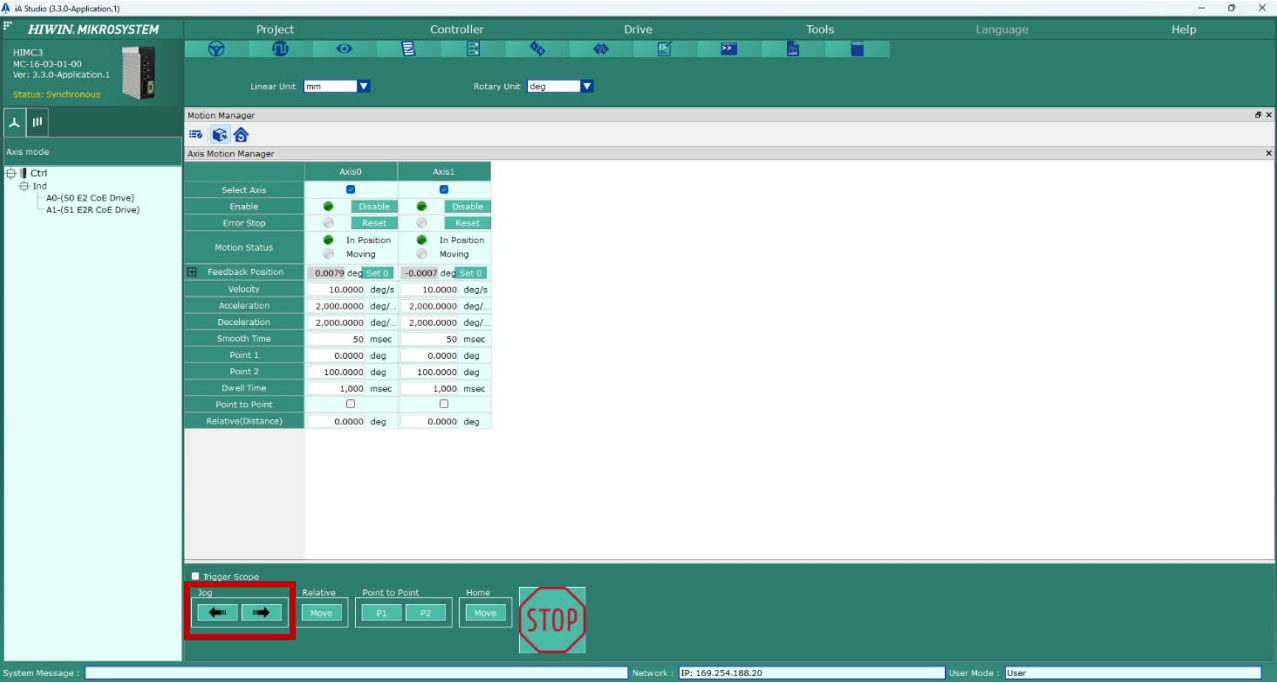 iA Studio (3.3.0-Application.1)
HIWIN. MIKROSYSTEM
Project Controller Drive Tools Language Help
HIMC3
MC-16-03-01-00
Ver: 3.3.0-Application.1
Status: Synchronous
Linear Unit mm Rotary Unit deg
Motion Manager
Axis mode
Axis Motion Manager
Ctrl
Ind
A0-(S0 E2 CoE Drive)
A1-(S1 E2R CoE Drive)
Axis0 Axis1
Select Axis
Enable Disable Disable
Error Stop Reset Reset
Motion Status In Position In Position
Moving Moving
Feedback Position 0.0079 deg Set 0 -0.0007 deg Set 0
Velocity 10.0000 deg/s 10.0000 deg/s
Acceleration 2,000.0000 deg/... 2,000.0000 deg/...
Deceleration 2,000.0000 deg/... 2,000.0000 deg/...
Smooth Time 50 msec 50 msec
Point 1 0.0000 deg 0.0000 deg
Point 2 100.0000 deg 100.0000 deg
Dwell Time 1,000 msec 1,000 msec
Point to Point
Relative(Distance) 0.0000 deg 0.0000 deg
Trigger Scope
Jog Relative Point to Point Home
Move P1 P2 Move
STOP
System Message : Network : IP: 169.254.188.20 User Mode : User